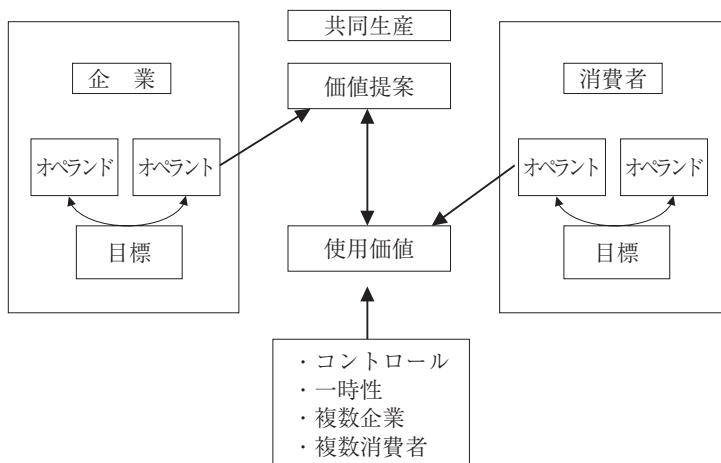 共同生産
企　業
価値提案
消費者
オペランド
オペラント
オペラント
オペランド
目標
使用価値
目標
・コントロール
・一時性
・複数企業
・複数消費者